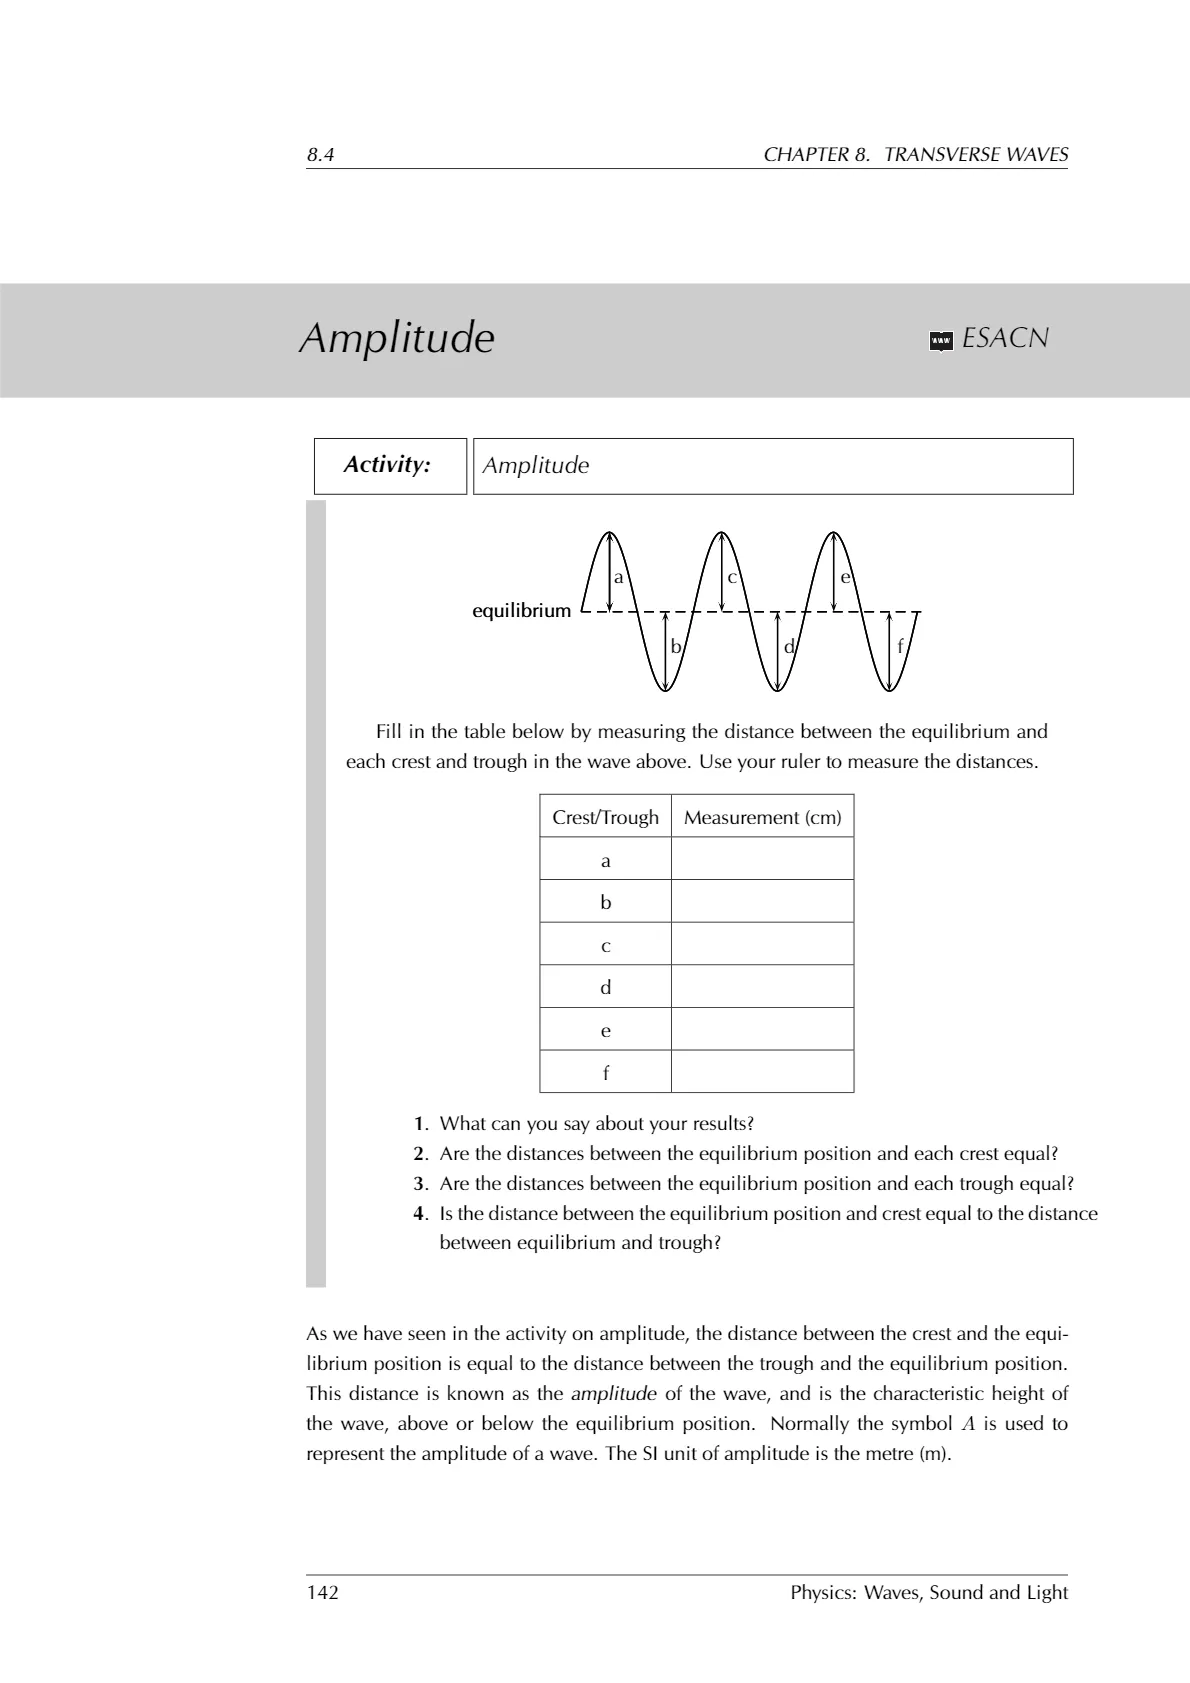 8.4 CHAPTER 8. TRANSVERSE WAVES
Amplitude
www ESACN
Activity: Amplitude
a c e
equilibrium
b d f
Fill in the table below by measuring the distance between the equilibrium and
each crest and trough in the wave above. Use your ruler to measure the distances.
Crest/Trough Measurement (cm)
a
b
c
d
e
f
1. What can you say about your results?
2. Are the distances between the equilibrium position and each crest equal?
3. Are the distances between the equilibrium position and each trough equal?
4. Is the distance between the equilibrium position and crest equal to the distance
between equilibrium and trough?
As we have seen in the activity on amplitude, the distance between the crest and the equi-
librium position is equal to the distance between the trough and the equilibrium position.
This distance is known as the amplitude of the wave, and is the characteristic height of
the wave, above or below the equilibrium position. Normally the symbol A is used to
represent the amplitude of a wave. The SI unit of amplitude is the metre (m).
142 Physics: Waves, Sound and Light